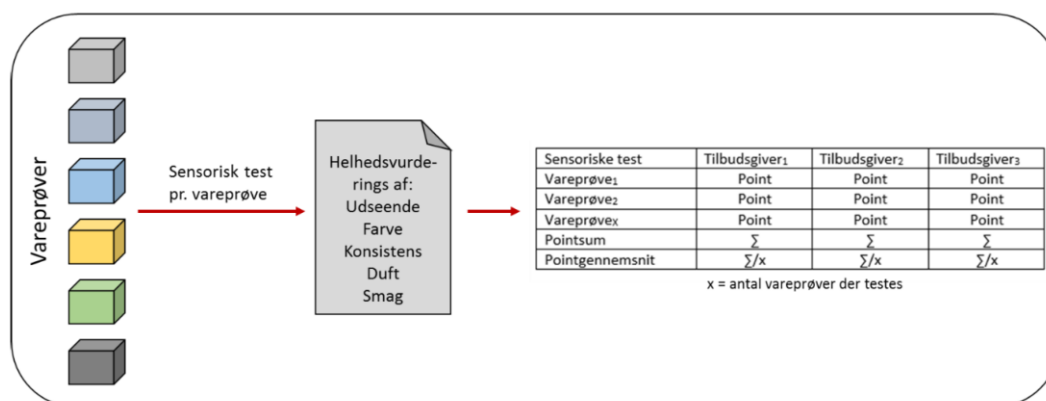 Vareprøver
Sensorisk test
pr. vareprøve
Helhedsvurde-
rings af:
Udseende
Farve
Konsistens
Duft
Smag
Sensoriske test Tilbudsgiver₁ Tilbudsgiver₂ Tilbudsgiver₃
Vareprøve₁ Point Point Point
Vareprøve₂ Point Point Point
Vareprøveₓ Point Point Point
Pointsum ∑ ∑ ∑
Pointgennemsnit ∑/x ∑/x ∑/x
x = antal vareprøver der testes